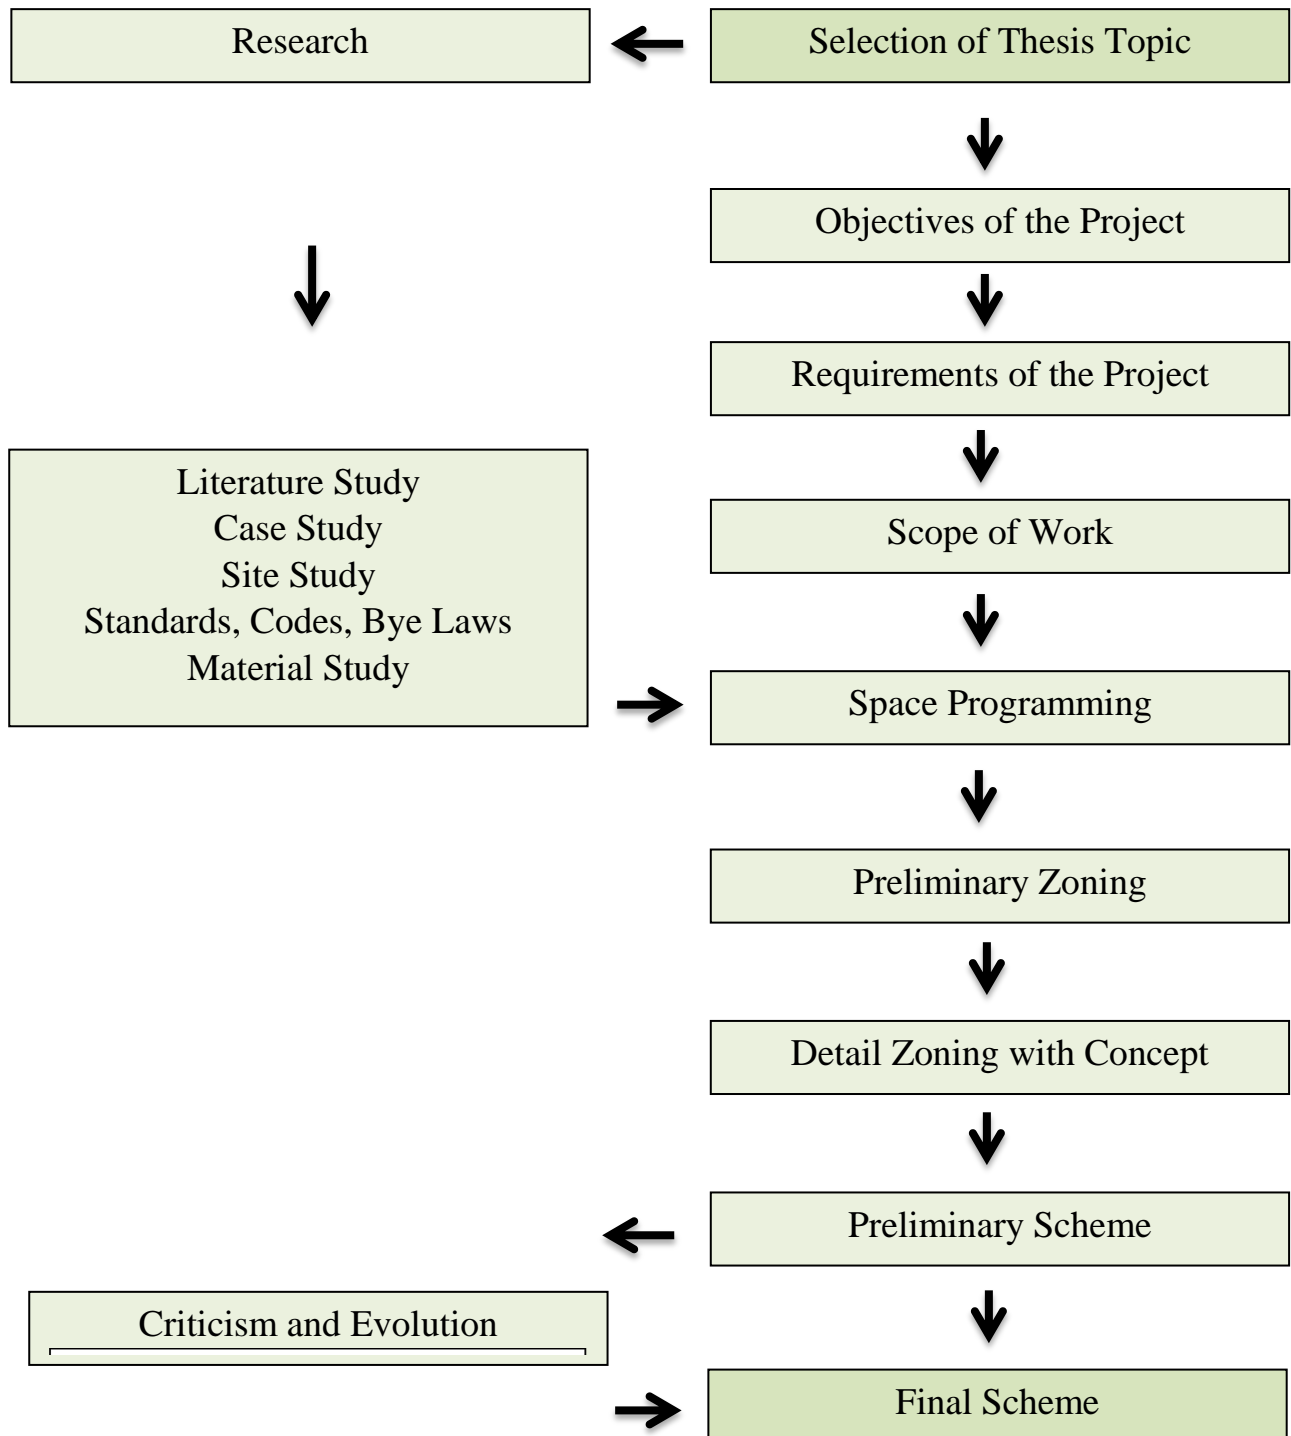 Research
Selection of Thesis Topic
Objectives of the Project
Requirements of the Project
Literature Study
Case Study
Site Study
Standards, Codes, Bye Laws
Material Study
Scope of Work
Space Programming
Preliminary Zoning
Detail Zoning with Concept
Preliminary Scheme
Criticism and Evolution
Final Scheme